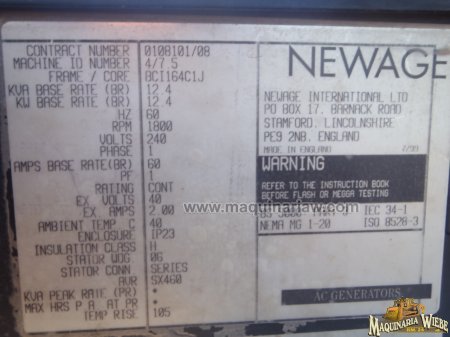 CONTRACT NUMBER 0108101/08
MACHINE ID NUMBER 4/7 5
FRAME / CORE BCI164C1J
KVA BASE RATE (BR) 12.4
KW BASE RATE (BR) 12.4
HZ 60
RPM 1800
VOLTS 240
PHASE 1
AMPS BASE RATE(BR) 60
PF 1
RATING CONT
EX VOLTS 40
EX AMPS 2.00
AMBIENT TEMP C 40
ENCLOSURE IP23
INSULATION CLASS H
STATOR WDG 06
STATOR CONN SERIES
AVR SX460
KVA PEAK RATE (PR) *
MAX HRS P A AT PR *
TEMP RISE 105
NEWAGE
NEWAGE INTERNATIONAL LTD
PO BOX 17, BARNACK ROAD
STAMFORD, LINCOLNSHIRE
PE9 2NB, ENGLAND
MADE IN ENGLAND 7/99
WARNING
REFER TO THE INSTRUCTION BOOK
BEFORE FLASH OR MEGGA TESTING
IEC 34-1
NEMA MG 1-20 ISO 8528-3
AC GENERATORS
www.maquinariaw.com
MAQUINARIA WIEBE